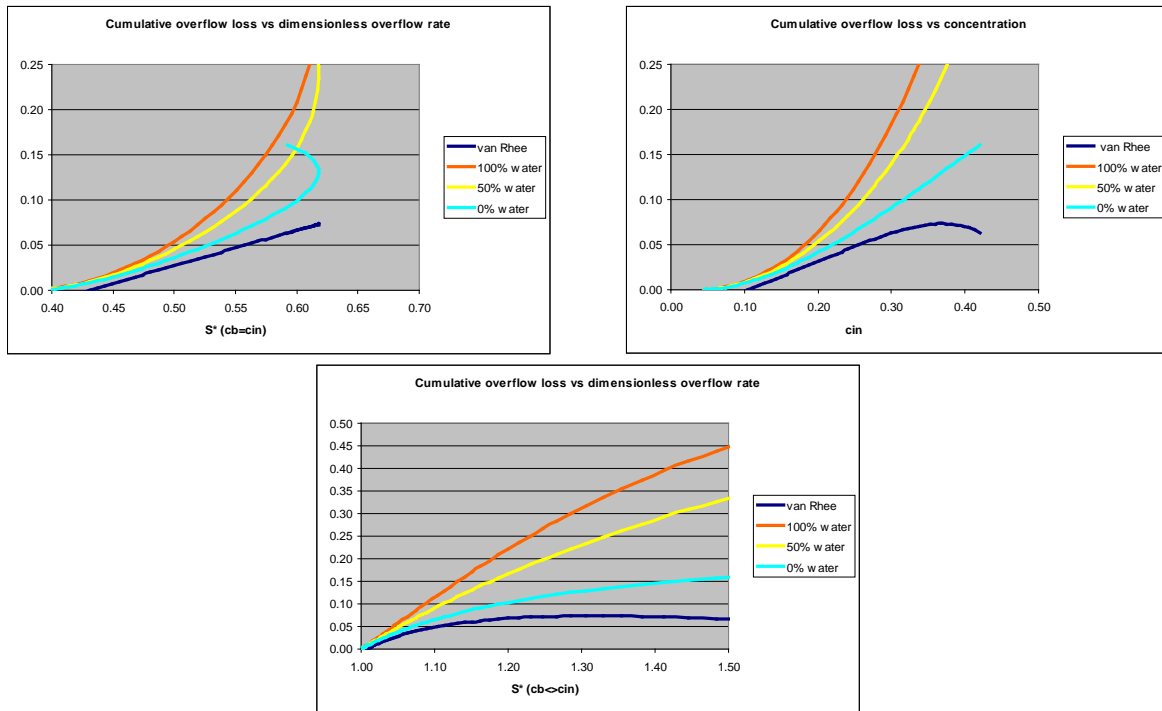 Cumulative overflow loss vs dimensionless overflow rate
0.25
0.20
0.15
0.10
0.05
0.00
0.40 0.45 0.50 0.55 0.60 0.65 0.70
S* (cb=cin)
van Rhee
100% water
50% water
0% water
Cumulative overflow loss vs concentration
0.25
0.20
0.15
0.10
0.05
0.00
0.00 0.10 0.20 0.30 0.40 0.50
cin
van Rhee
100% water
50% water
0% water
Cumulative overflow loss vs dimensionless overflow rate
0.50
0.45
0.40
0.35
0.30
0.25
0.20
0.15
0.10
0.05
0.00
1.00 1.10 1.20 1.30 1.40 1.50
S* (cb<>cin)
van Rhee
100% water
50% water
0% water